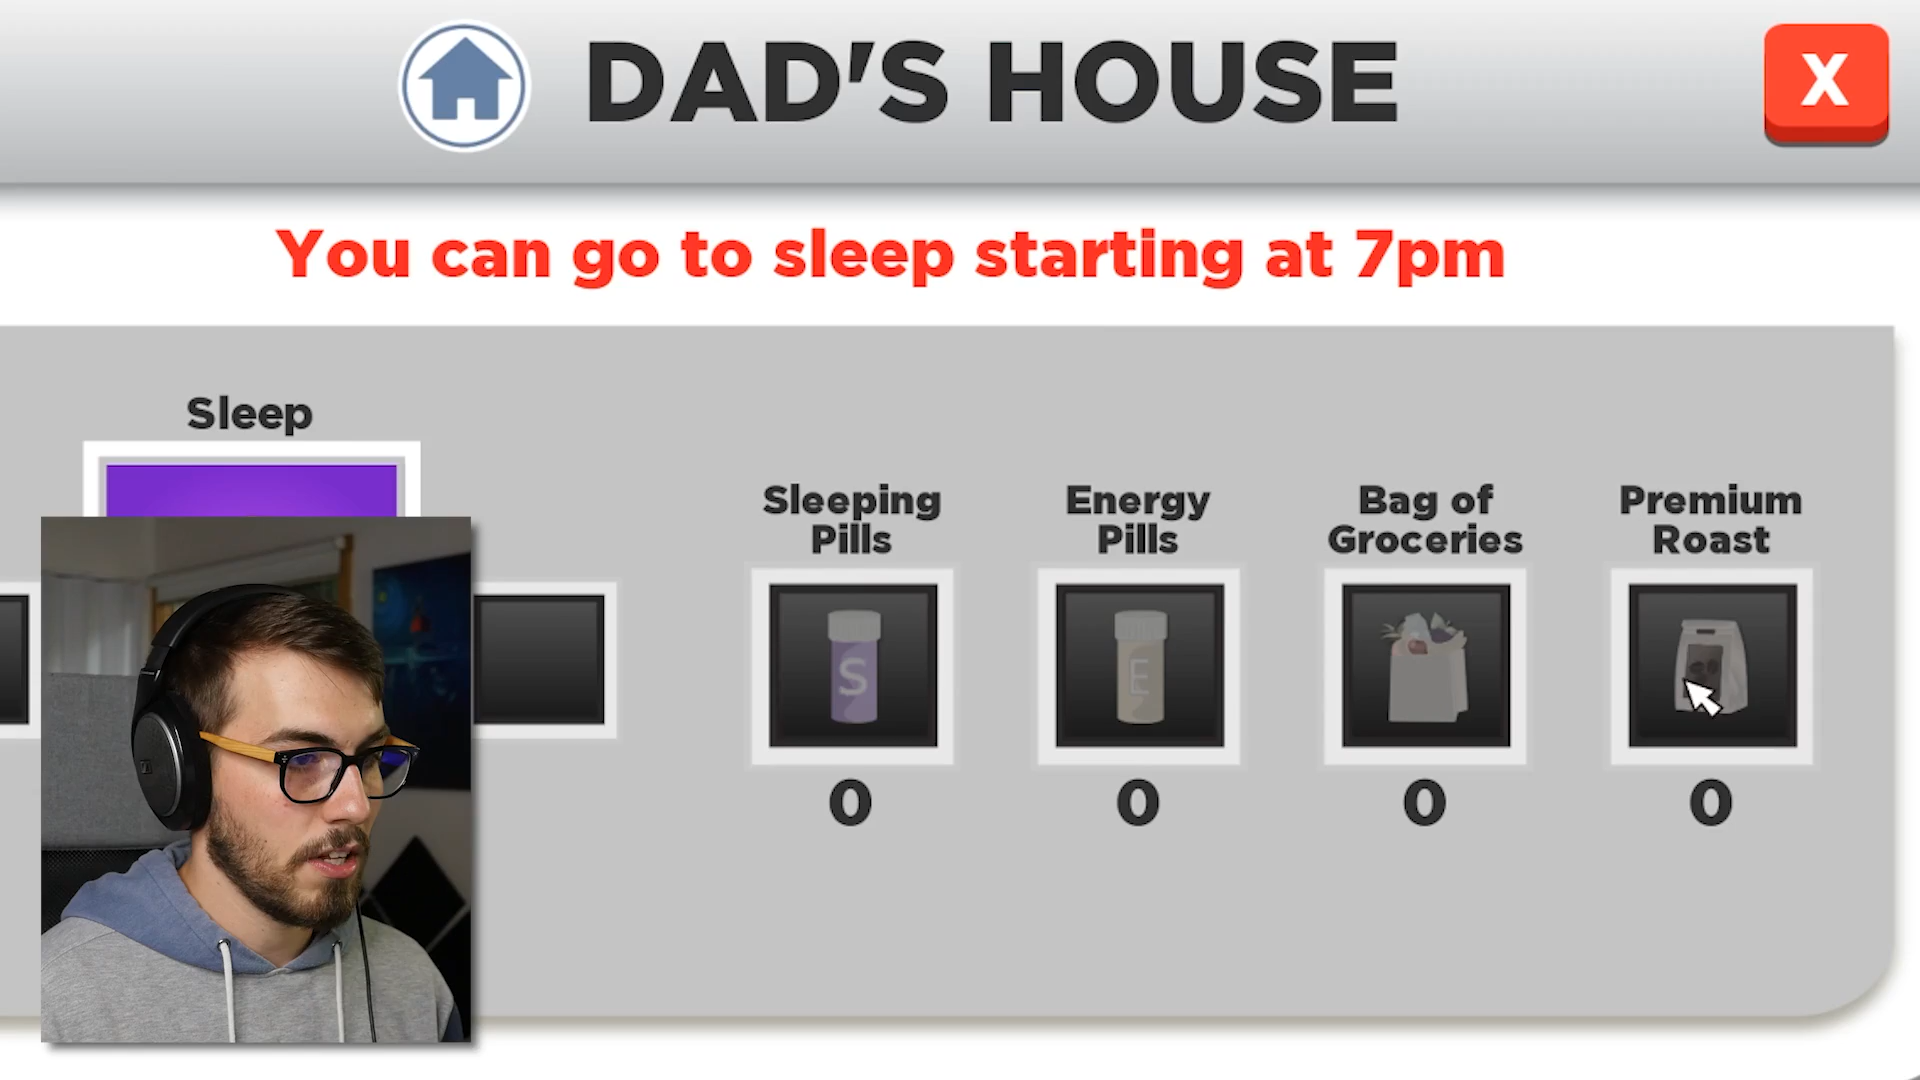 DAD'S HOUSE
X
You can go to sleep starting at 7pm
Sleep
Sleeping
Pills
Energy
Pills
Bag of
Groceries
Premium
Roast
S
E
0
0
0
0